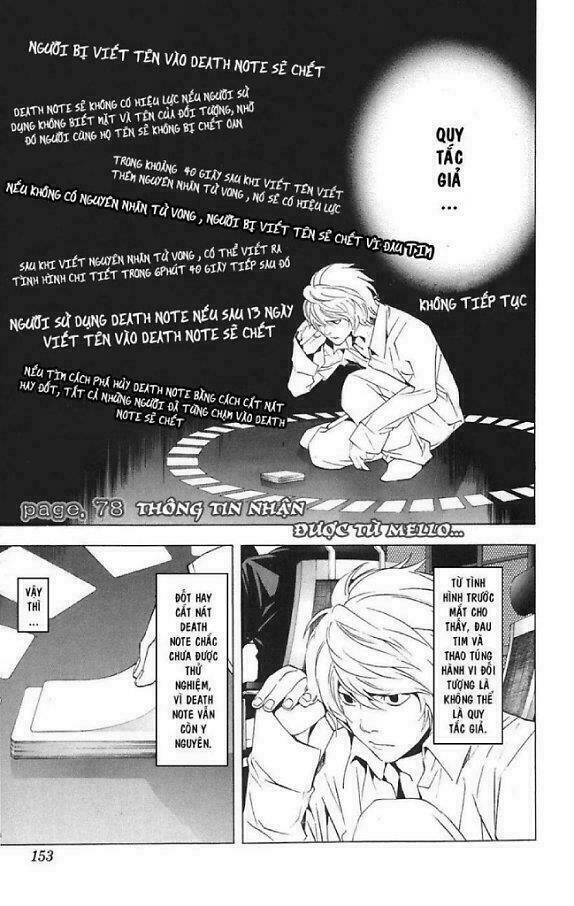 NGƯỜI BỊ VIẾT TÊN VÀO DEATH NOTE SẼ CHẾT
DEATH NOTE SẼ KHÔNG CÓ HIỆU LỰC NẾU NGƯỜI SỬ
DỤNG KHÔNG BIẾT MẶT VÀ TÊN CỦA ĐỐI TƯỢNG, NHỜ
ĐÓ NGƯỜI CÙNG HỌ TÊN SẼ KHÔNG BỊ CHẾT OAN
TRONG KHOẢNG 40 GIÂY SAU KHI VIẾT TÊN VIẾT
THÊM NGUYÊN NHÂN TỬ VONG, NÓ SẼ CÓ HIỆU LỰC
NẾU KHÔNG CÓ NGUYÊN NHÂN TỬ VONG, NGƯỜI BỊ VIẾT TÊN SẼ CHẾT VÌ ĐAU TIM
SAU KHI VIẾT NGUYÊN NHÂN TỬ VONG, CÓ THỂ VIẾT RA
TÌNH HÌNH CHI TIẾT TRONG 6PHÚT 40 GIÂY TIẾP SAU ĐÓ
NGƯỜI SỬ DỤNG DEATH NOTE NẾU SAU 13 NGÀY
KHÔNG TIẾP TỤC
VIẾT TÊN VÀO DEATH NOTE SẼ CHẾT
NẾU TÌM CÁCH PHÁ HỦY DEATH NOTE BẰNG CÁCH CẮT NÁT
HAY ĐỐT, TẤT CẢ NHỮNG NGƯỜI ĐÃ TỪNG CHẠM VÀO DEATH
NOTE SẼ CHẾT
QUY
TẮC
GIẢ
...
page. 78 THÔNG TIN NHẬN
ĐƯỢC TỪ MELLO...
TỪ TÌNH
HÌNH TRƯỚC
MẮT CHO
THẤY, ĐAU
TIM VÀ
THAO TÚNG
HÀNH VI ĐỐI
TƯỢNG LÀ
KHÔNG THỂ
LÀ QUY
TẮC GIẢ.
ĐỐT HAY
CẮT NÁT
DEATH
NOTE CHẮC
CHƯA ĐƯỢC
THỬ
NGHIỆM,
VÌ DEATH
NOTE VẪN
CÒN Y
NGUYÊN.
VẬY
THÌ
...
153